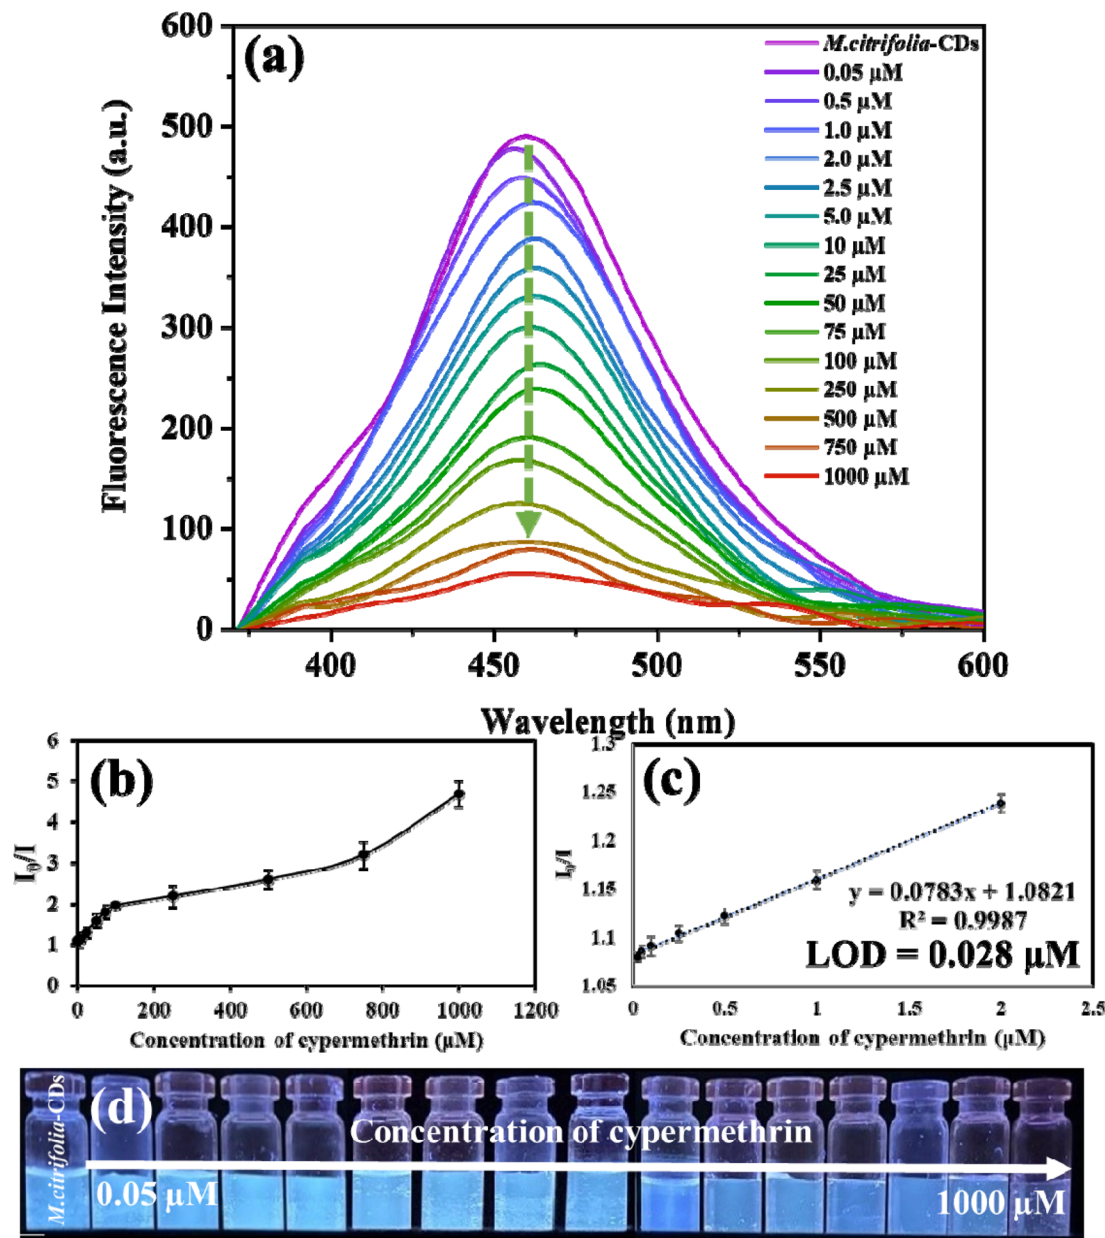 (a)
600
500
400
300
200
100
0
Fluorescence Intensity (a.u.)
400
450
500
550
600
Wavelength (nm)
M.citrifolia-CDs
0.05 µM
0.5 µM
1.0 µM
2.0 µM
2.5 µM
5.0 µM
10 µM
25 µM
50 µM
75 µM
100 µM
250 µM
500 µM
750 µM
1000 µM
(b)
6
5
4
3
2
1
0
I₀/I
0
200
400
600
800
1000
1200
Concentration of cypermethrin (µM)
(c)
1.3
1.25
1.2
1.15
1.1
1.05
I₀/I
y = 0.0783x + 1.0821
R² = 0.9987
LOD = 0.028 µM
0
0.5
1
1.5
2
2.5
Concentration of cypermethrin (µM)
(d)
M.citrifolia-CDs
Concentration of cypermethrin
0.05 µM
1000 µM